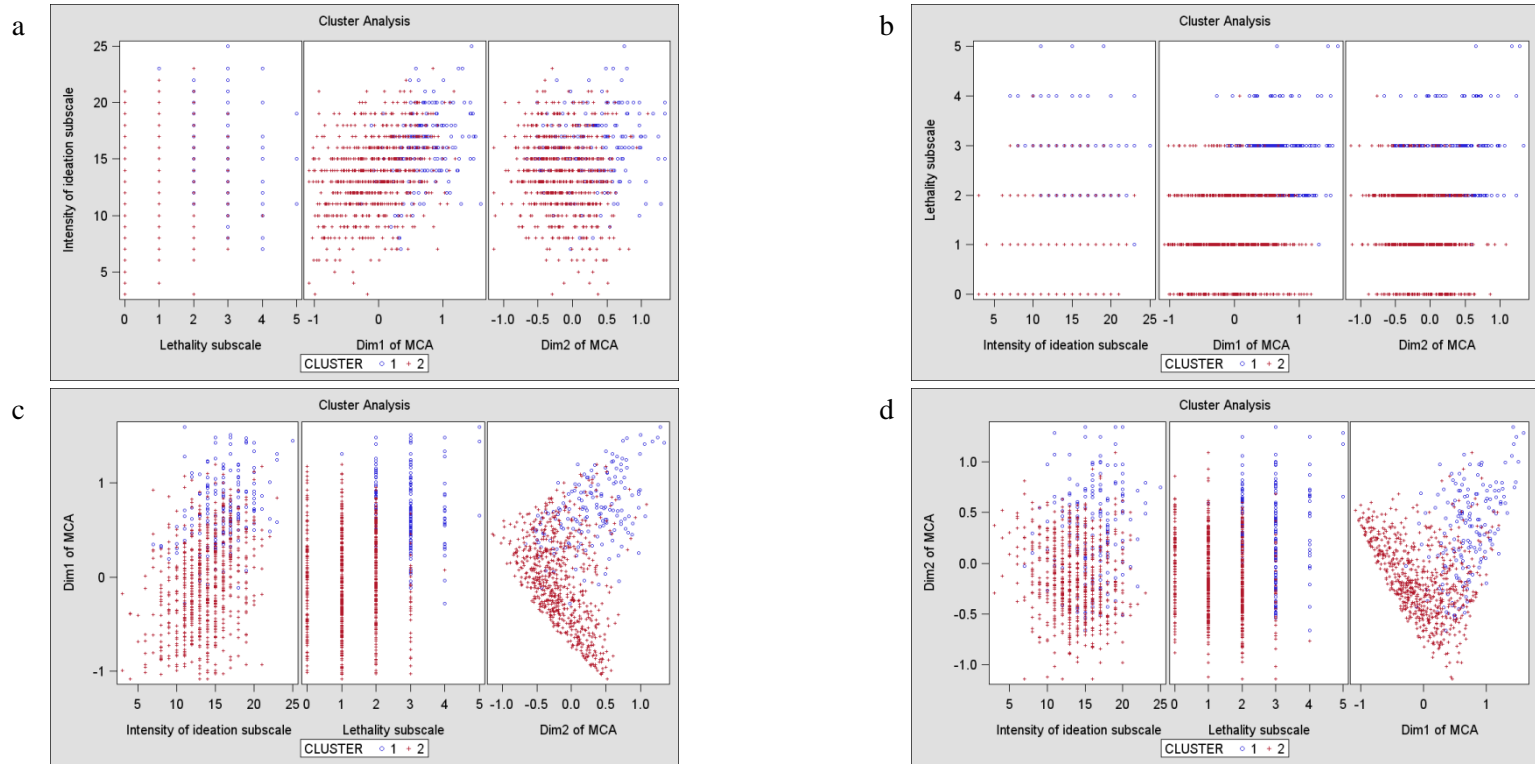 a
Cluster Analysis
Intensity of ideation subscale
25
20
15
10
5
0 1 2 3 4 5 -1 0 1 -1.0 -0.5 0.0 0.5 1.0
Lethality subscale Dim1 of MCA Dim2 of MCA
CLUSTER 1 2
b
Cluster Analysis
Lethality subscale
5
4
3
2
1
0
5 10 15 20 25 -1 0 1 -1.0 -0.5 0.0 0.5 1.0
Intensity of ideation subscale Dim1 of MCA Dim2 of MCA
CLUSTER 1 2
c
Cluster Analysis
Dim1 of MCA
1
0
-1
5 10 15 20 25 0 1 2 3 4 5 -1.0 -0.5 0.0 0.5 1.0
Intensity of ideation subscale Lethality subscale Dim2 of MCA
CLUSTER 1 2
d
Cluster Analysis
Dim2 of MCA
1.0
0.5
0.0
-0.5
-1.0
5 10 15 20 25 0 1 2 3 4 5 -1 0 1
Intensity of ideation subscale Lethality subscale Dim1 of MCA
CLUSTER 1 2